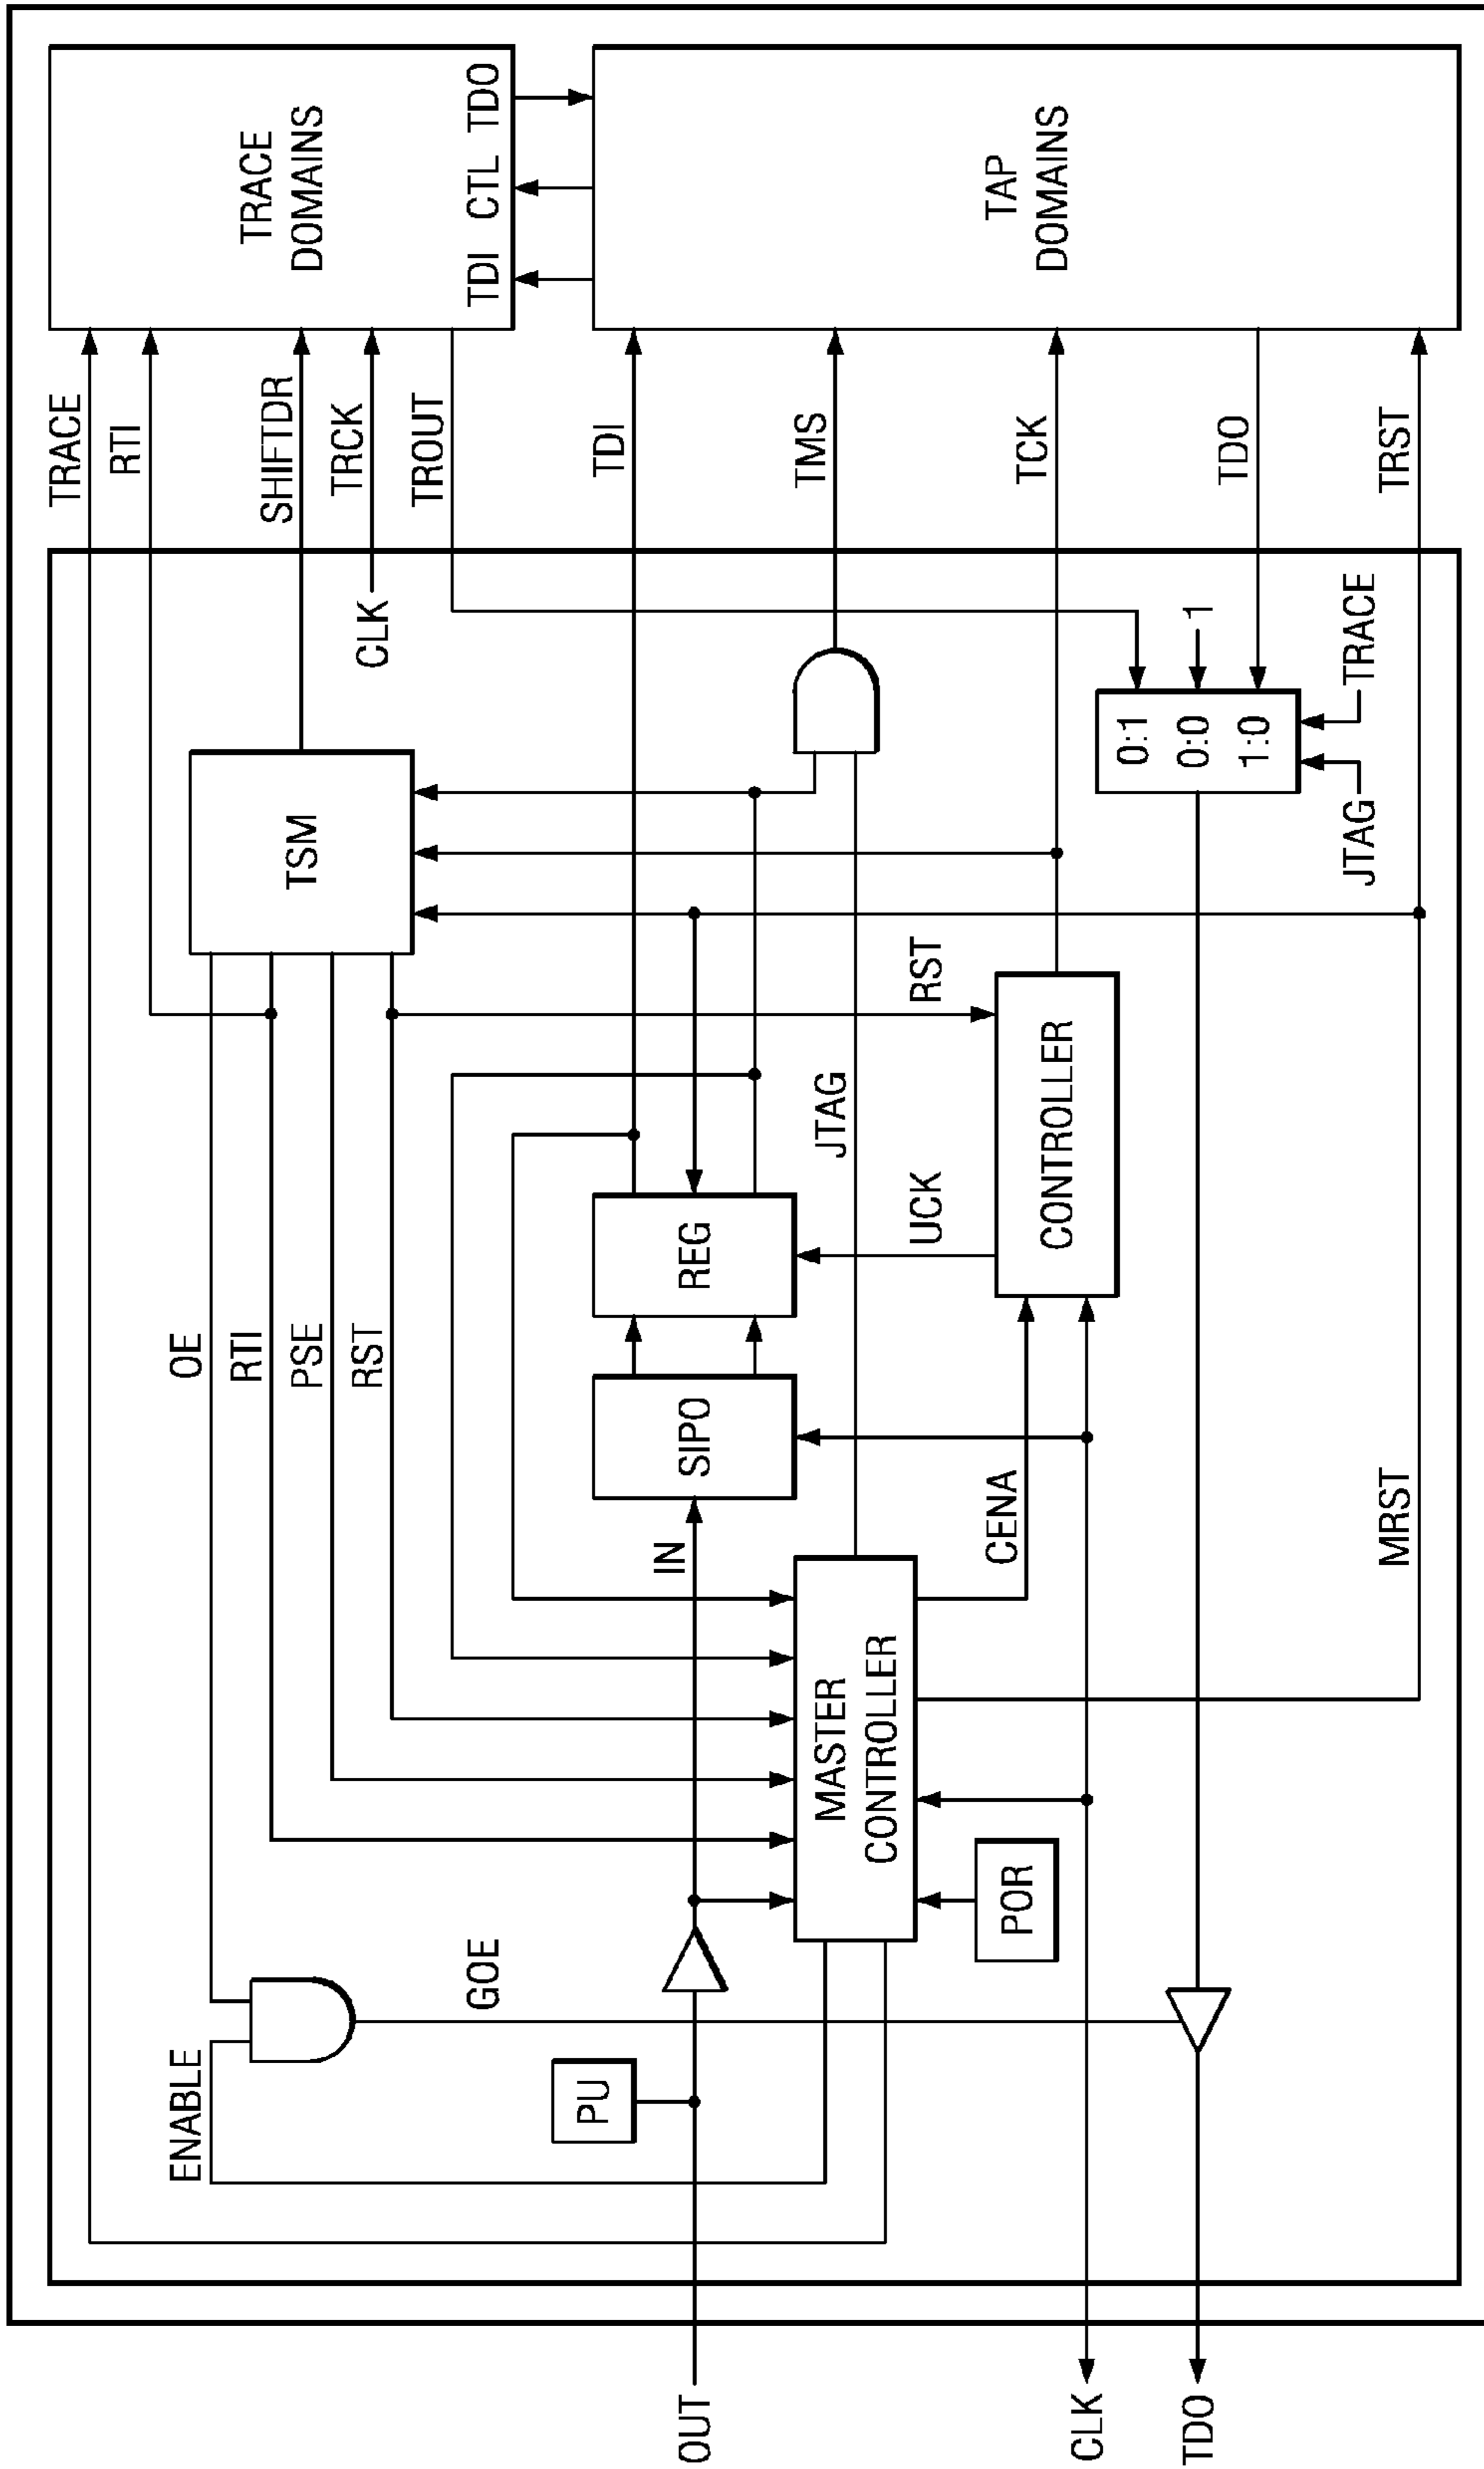 TRACE
DOMAINS
TDI CTL TDO
TAP
DOMAINS
TRACE
RTI
SHIFTDR
TRCK
TROUT
TDI
TMS
TCK
TDO
TRST
CLK
TSM
0:1
0:0
1:0
1
TRACE
JTAG
OE
RTI
PSE
RST
RST
JTAG
REG
UCK
CONTROLLER
SIPO
IN
CENA
MRST
MASTER
CONTROLLER
POR
ENABLE
GOE
PU
OUT
CLK
TDO